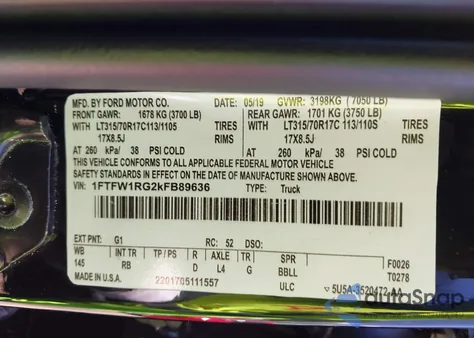 MFD. BY FORD MOTOR CO. DATE: 05/19 GVWR: 3198KG ( 7050 LB)
FRONT GAWR: 1678 KG (3700 LB) REAR GAWR: 1701 KG (3750 LB)
WITH LT315/70R17C113/110S TIRES WITH LT315/70R17C 113/110S TIRES
17X8.5J RIMS 17X8.5J RIMS
AT 260 kPa/ 38 PSI COLD AT 260 kPa/ 38 PSI COLD
THIS VEHICLE CONFORMS TO ALL APPLICABLE FEDERAL MOTOR VEHICLE
SAFETY STANDARDS IN EFFECT ON THE DATE OF MANUFACTURE SHOWN ABOVE.
VIN: 1FTFW1RG2kFB89636 TYPE: Truck
EXT PNT: G1 RC: 52 DSO:
WB INT TR TP/PS R AXLE TR SPR F0026
145 RB D L4 G BBLL T0278
MADE IN U.S.A. 2201705111557 ULC 5U5A-3520472-AA
autoSnap